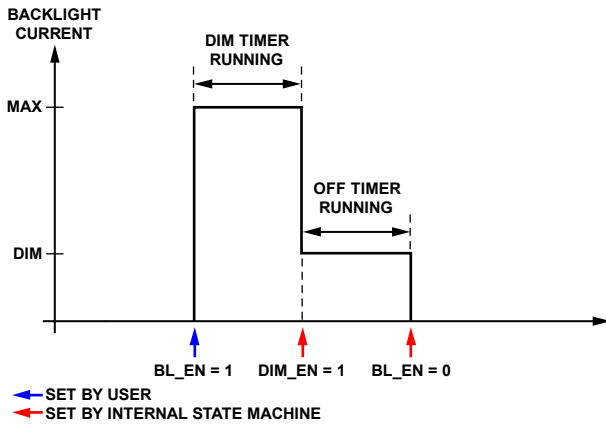 BACKLIGHT
CURRENT
DIM TIMER
RUNNING
MAX
OFF TIMER
RUNNING
DIM
BL_EN = 1
DIM_EN = 1
BL_EN = 0
SET BY USER
SET BY INTERNAL STATE MACHINE